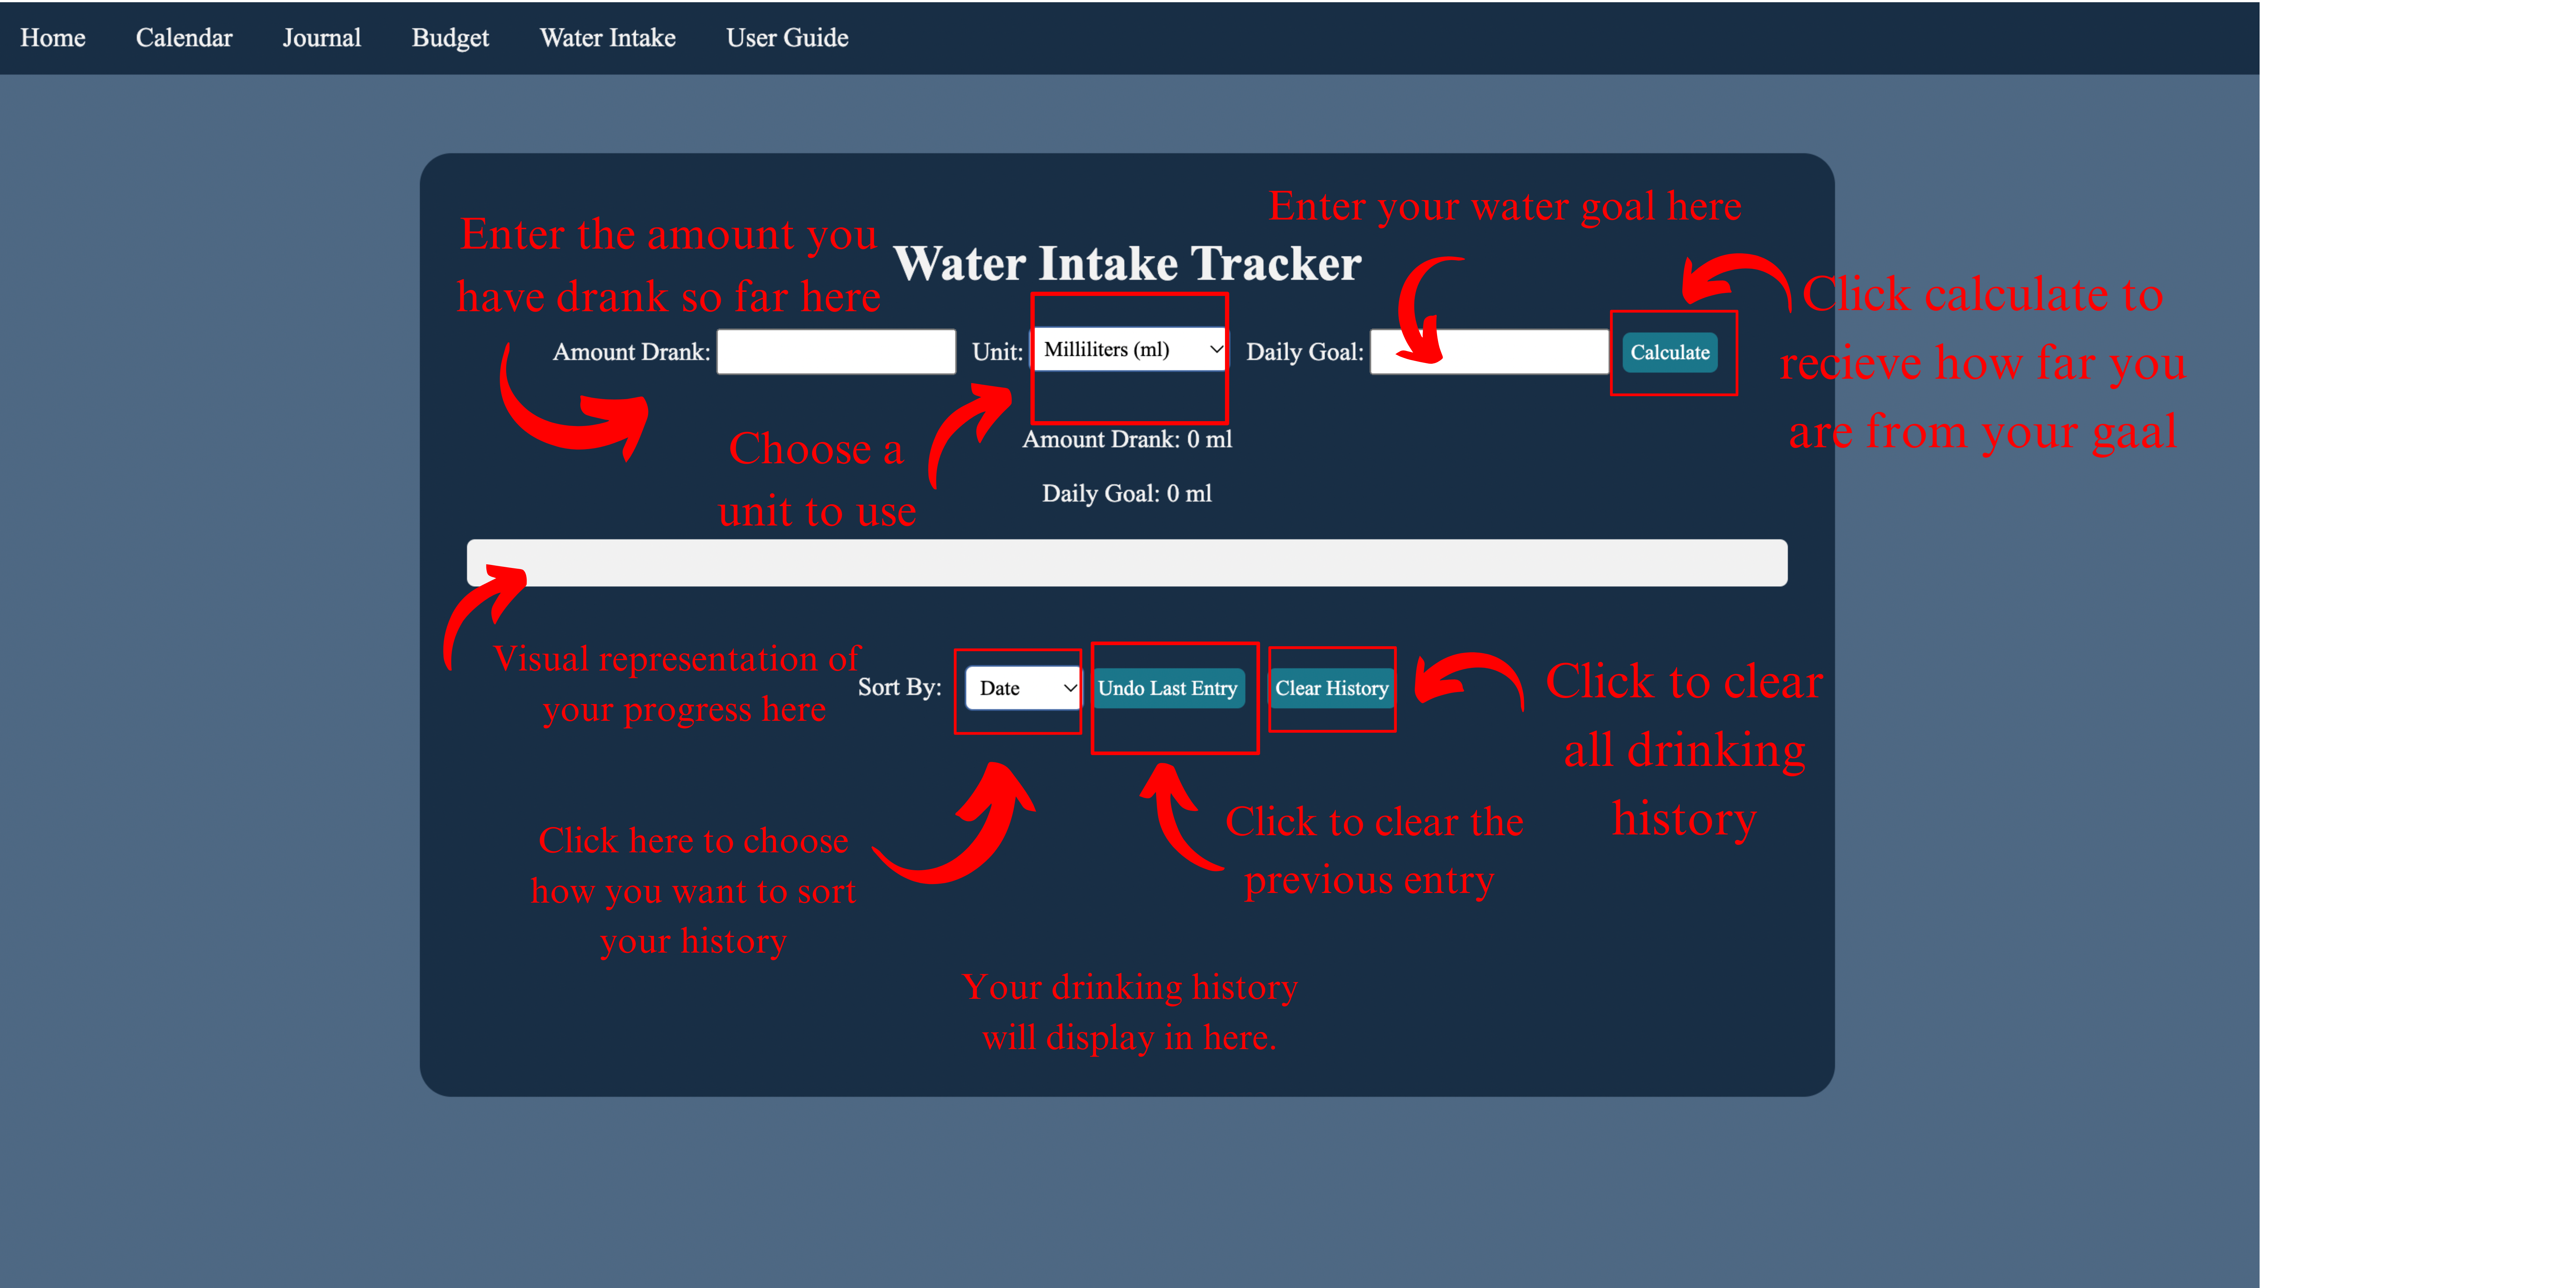 Home Calendar Journal Budget Water Intake User Guide
Enter your water goal here
Enter the amount you
have drank so far here
Water Intake Tracker
Click calculate to
recieve how far you
are from your gaal
Amount Drank: Unit: Milliliters (ml) Daily Goal: Calculate
Choose a
unit to use
Amount Drank: 0 ml
Daily Goal: 0 ml
Visual representation of
your progress here
Sort By: Date Undo Last Entry Clear History
Click to clear
all drinking
history
Click here to choose
how you want to sort
your history
Click to clear the
previous entry
Your drinking history
will display in here.